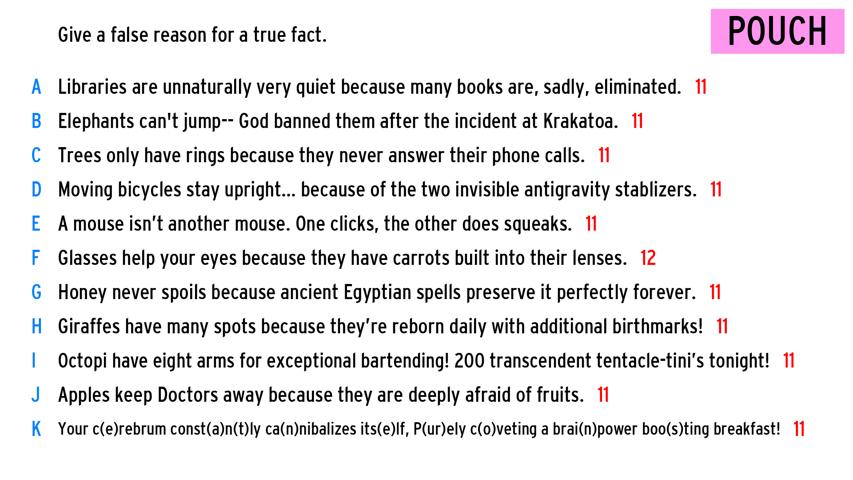 Give a false reason for a true fact.
POUCH
A Libraries are unnaturally very quiet because many books are, sadly, eliminated. 11
B Elephants can't jump-- God banned them after the incident at Krakatoa. 11
C Trees only have rings because they never answer their phone calls. 11
D Moving bicycles stay upright... because of the two invisible antigravity stablizers. 11
E A mouse isn't another mouse. One clicks, the other does squeaks. 11
F Glasses help your eyes because they have carrots built into their lenses. 12
G Honey never spoils because ancient Egyptian spells preserve it perfectly forever. 11
H Giraffes have many spots because they're reborn daily with additional birthmarks! 11
I Octopi have eight arms for exceptional bartending! 200 transcendent tentacle-tini's tonight! 11
J Apples keep Doctors away because they are deeply afraid of fruits. 11
K Your c(e)rebrum const(a)n(t)ly ca(n)nibalizes its(e)lf, P(ur)ely c(o)veting a brai(n)power boo(s)ting breakfast! 11